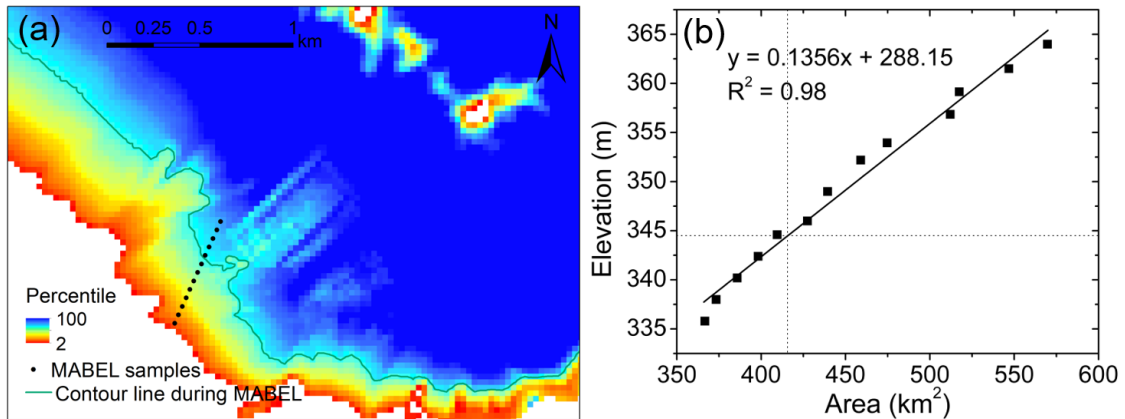 (a)
0 0.25 0.5 1
km
N
Percentile
100
2
MABEL samples
Contour line during MABEL
(b)
y = 0.1356x + 288.15
R² = 0.98
Elevation (m)
365
360
355
350
345
340
335
350 400 450 500 550 600
Area (km²)